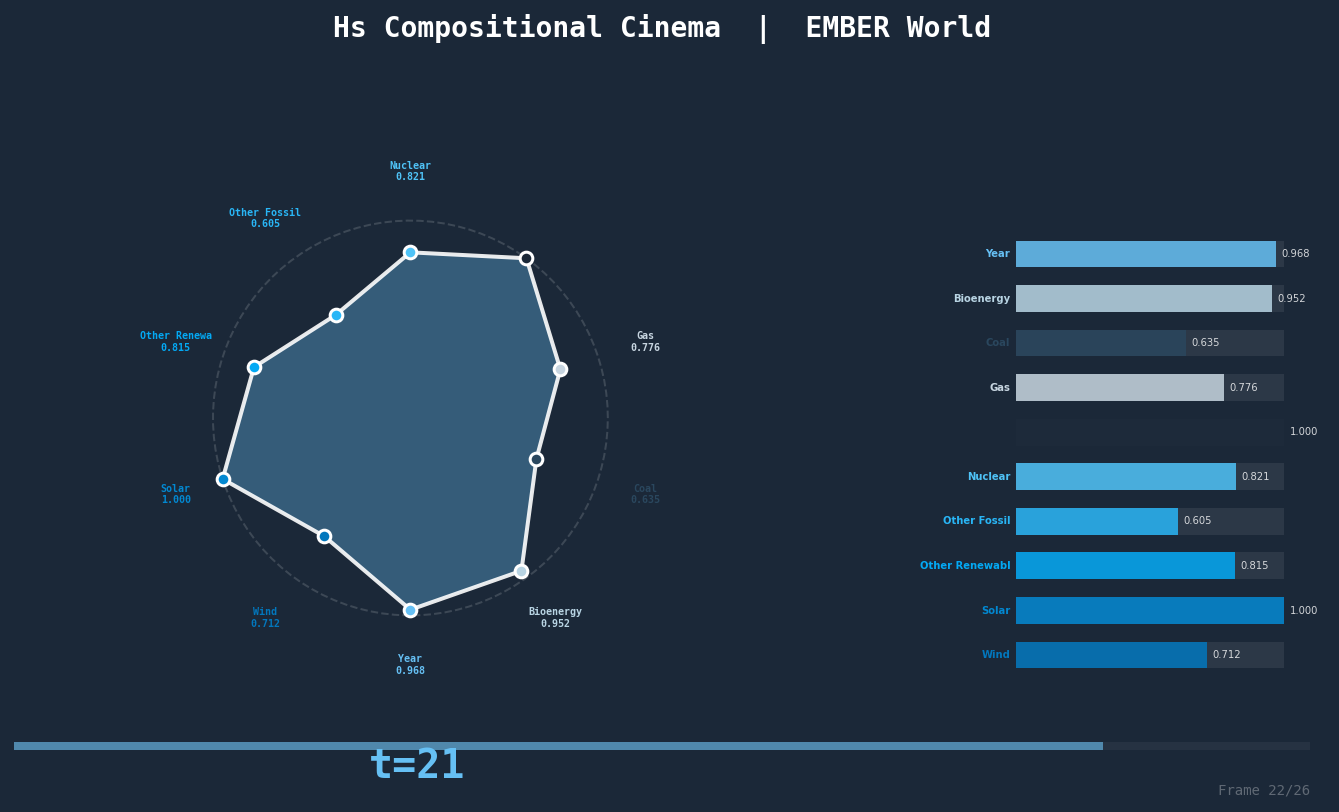 Hs Compositional Cinema | EMBER World
Nuclear
0.821
Other Fossil
0.605
Other Renewa
0.815
Gas
0.776
Solar
1.000
Coal
0.635
Wind
0.712
Bioenergy
0.952
Year
0.968
Year 0.968
Bioenergy 0.952
Coal 0.635
Gas 0.776
1.000
Nuclear 0.821
Other Fossil 0.605
Other Renewabl 0.815
Solar 1.000
Wind 0.712
t=21
Frame 22/26